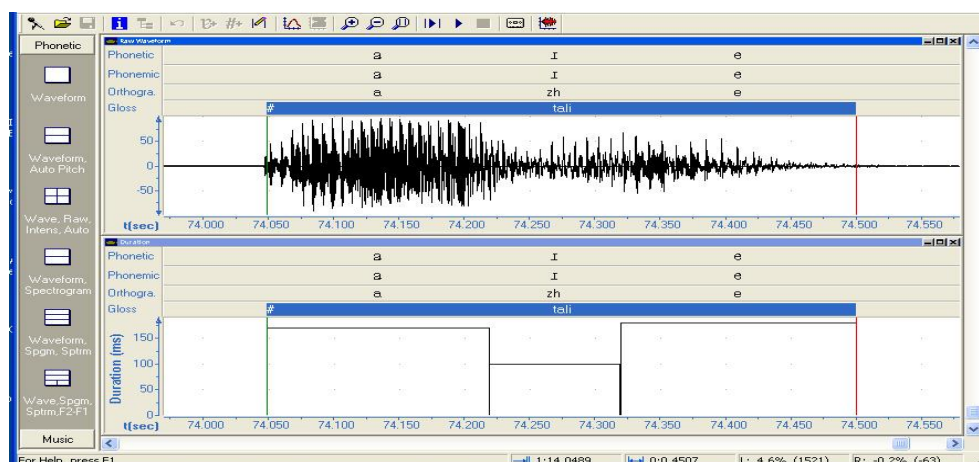 Phonetic
Waveform
Waveform,
Auto Pitch
Wave, Raw,
Intens, Auto
Waveform,
Spectrogram
Waveform,
Spgm, Sptrm
Wave,Spgm,
Sptrm,F2-F1
Music
Raw Waveform
Phonetic a ɪ e
Phonemic a ɪ e
Orthogra. a zh e
Gloss # tali
50
0
-50
t(sec) 74.000 74.050 74.100 74.150 74.200 74.250 74.300 74.350 74.400 74.450 74.500 74.550
Duration
Phonetic a ɪ e
Phonemic a ɪ e
Orthogra. a zh e
Gloss # tali
Duration (ms)
150
100
50
0
t(sec) 74.000 74.050 74.100 74.150 74.200 74.250 74.300 74.350 74.400 74.450 74.500 74.550
For Help, press F1 1:14.0489 0:0.4507 L: 4.6% (1521) R: -0.2% (-63)